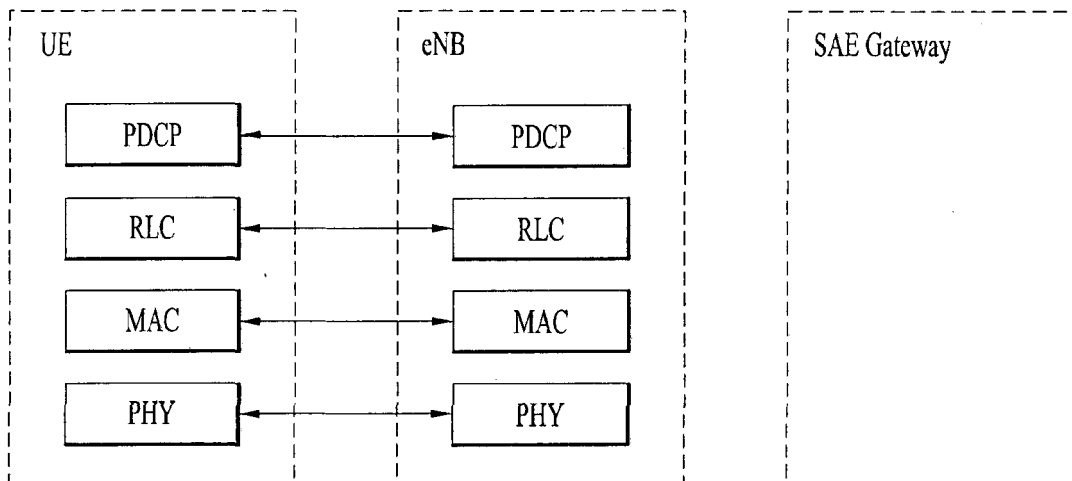 UE
eNB
SAE Gateway
PDCP
PDCP
RLC
RLC
MAC
MAC
PHY
PHY